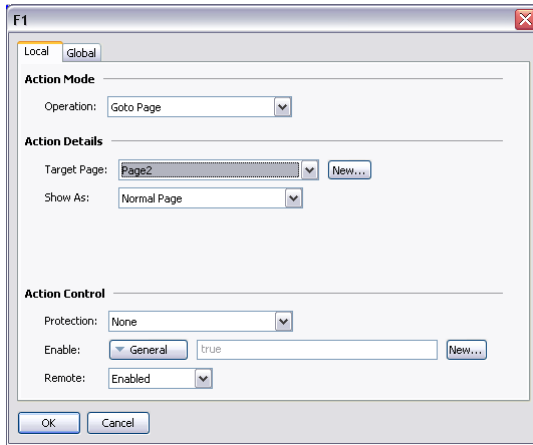 F1
Local Global
Action Mode
Operation: Goto Page
Action Details
Target Page: Page2 New...
Show As: Normal Page
Action Control
Protection: None
Enable: General true New...
Remote: Enabled
OK Cancel